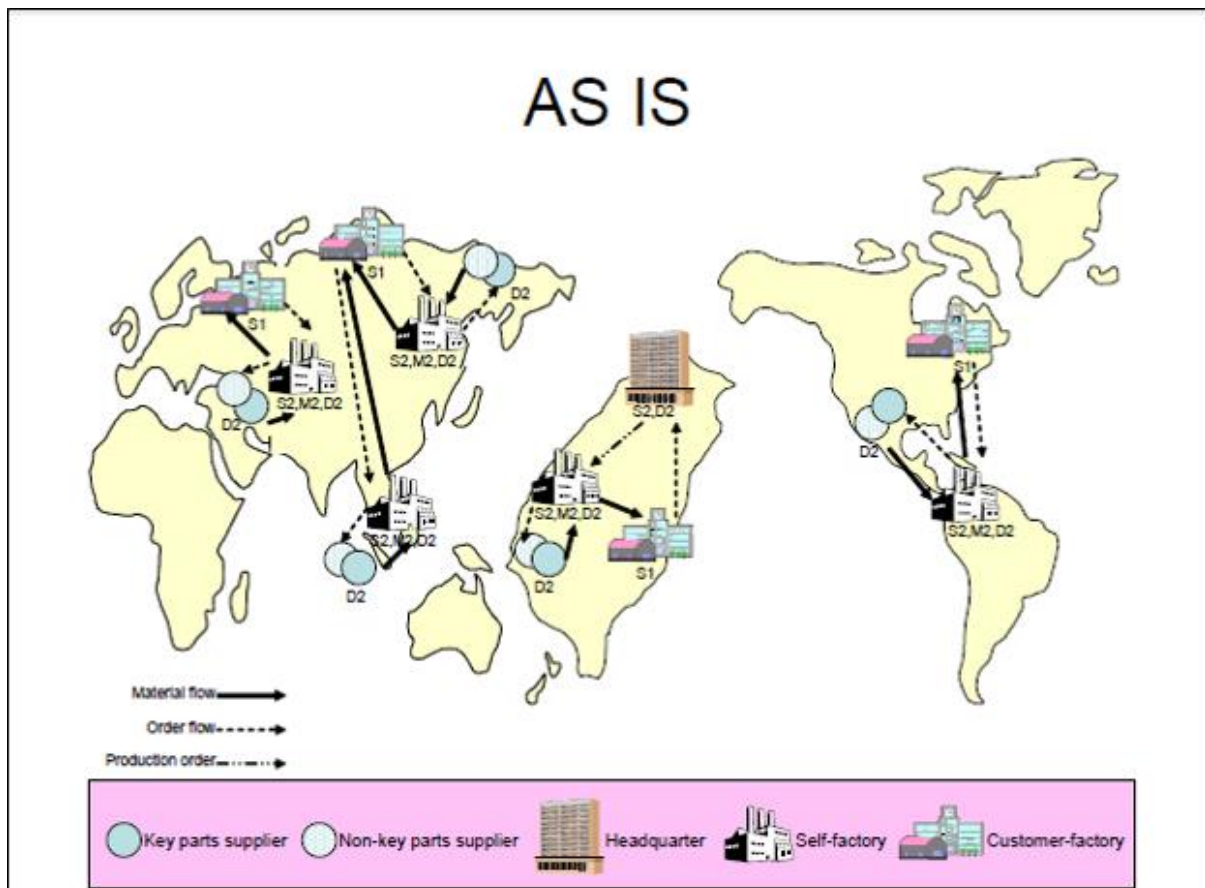 AS IS
S1
D2
S1
S2,M2,D2
S1
S2,M2,D2
D2
S2,D2
D2
S2,M2,D2
S2,M2,D2
D2
S1
D2
S2,M2,D2
S1
Material flow
Order flow
Production order
Key parts supplier
Non-key parts supplier
Headquarter
Self-factory
Customer-factory